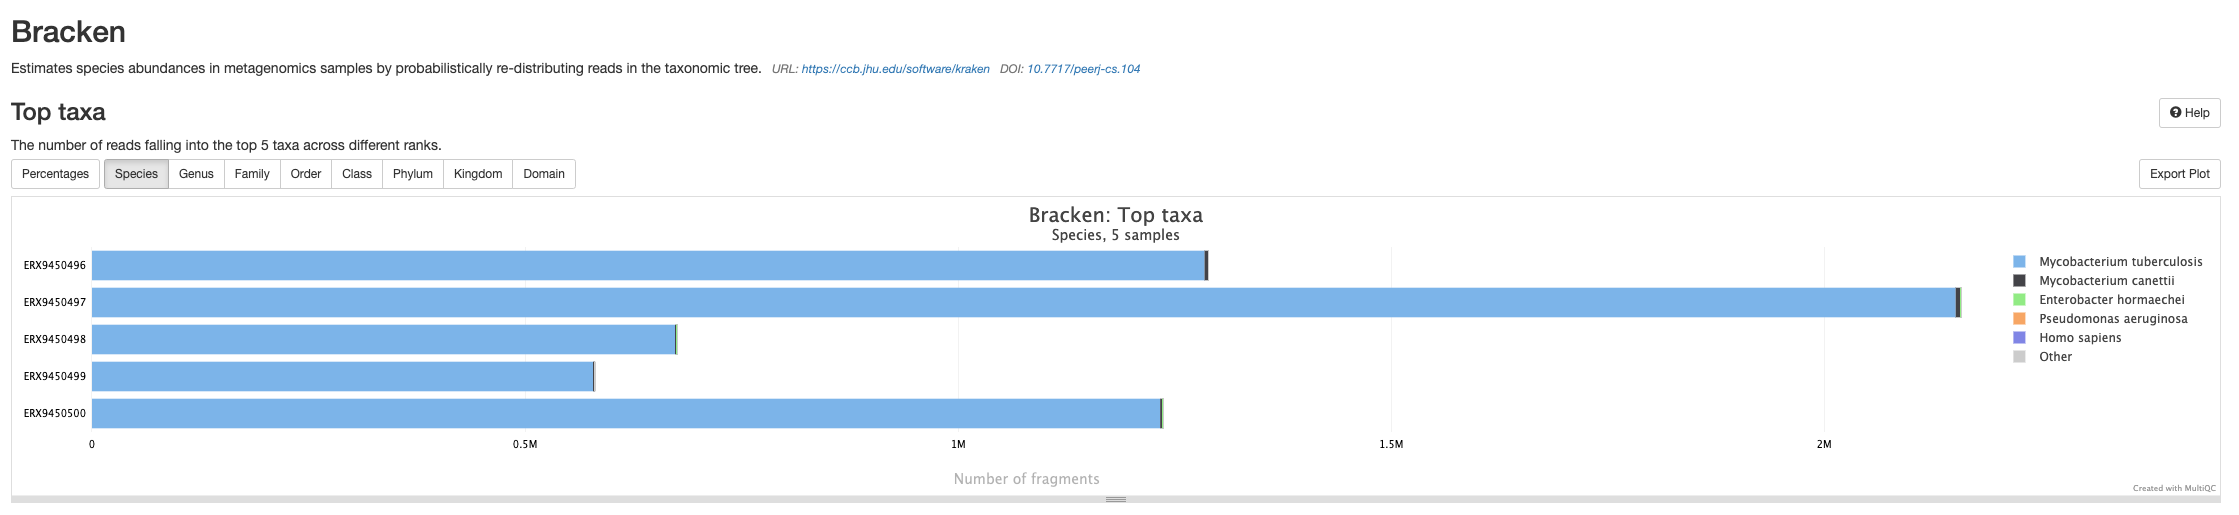 Bracken
Estimates species abundances in metagenomics samples by probabilistically re-distributing reads in the taxonomic tree. URL: https://ccb.jhu.edu/software/kraken DOI: 10.7717/peerj-cs.104
Top taxa
Help
The number of reads falling into the top 5 taxa across different ranks.
Percentages Species Genus Family Order Class Phylum Kingdom Domain
Export Plot
Bracken: Top taxa
Species, 5 samples
ERX9450496
ERX9450497
ERX9450498
ERX9450499
ERX9450500
0 0.5M 1M 1.5M 2M
Number of fragments
Mycobacterium tuberculosis
Mycobacterium canettii
Enterobacter hormaechei
Pseudomonas aeruginosa
Homo sapiens
Other
Created with MultiQC